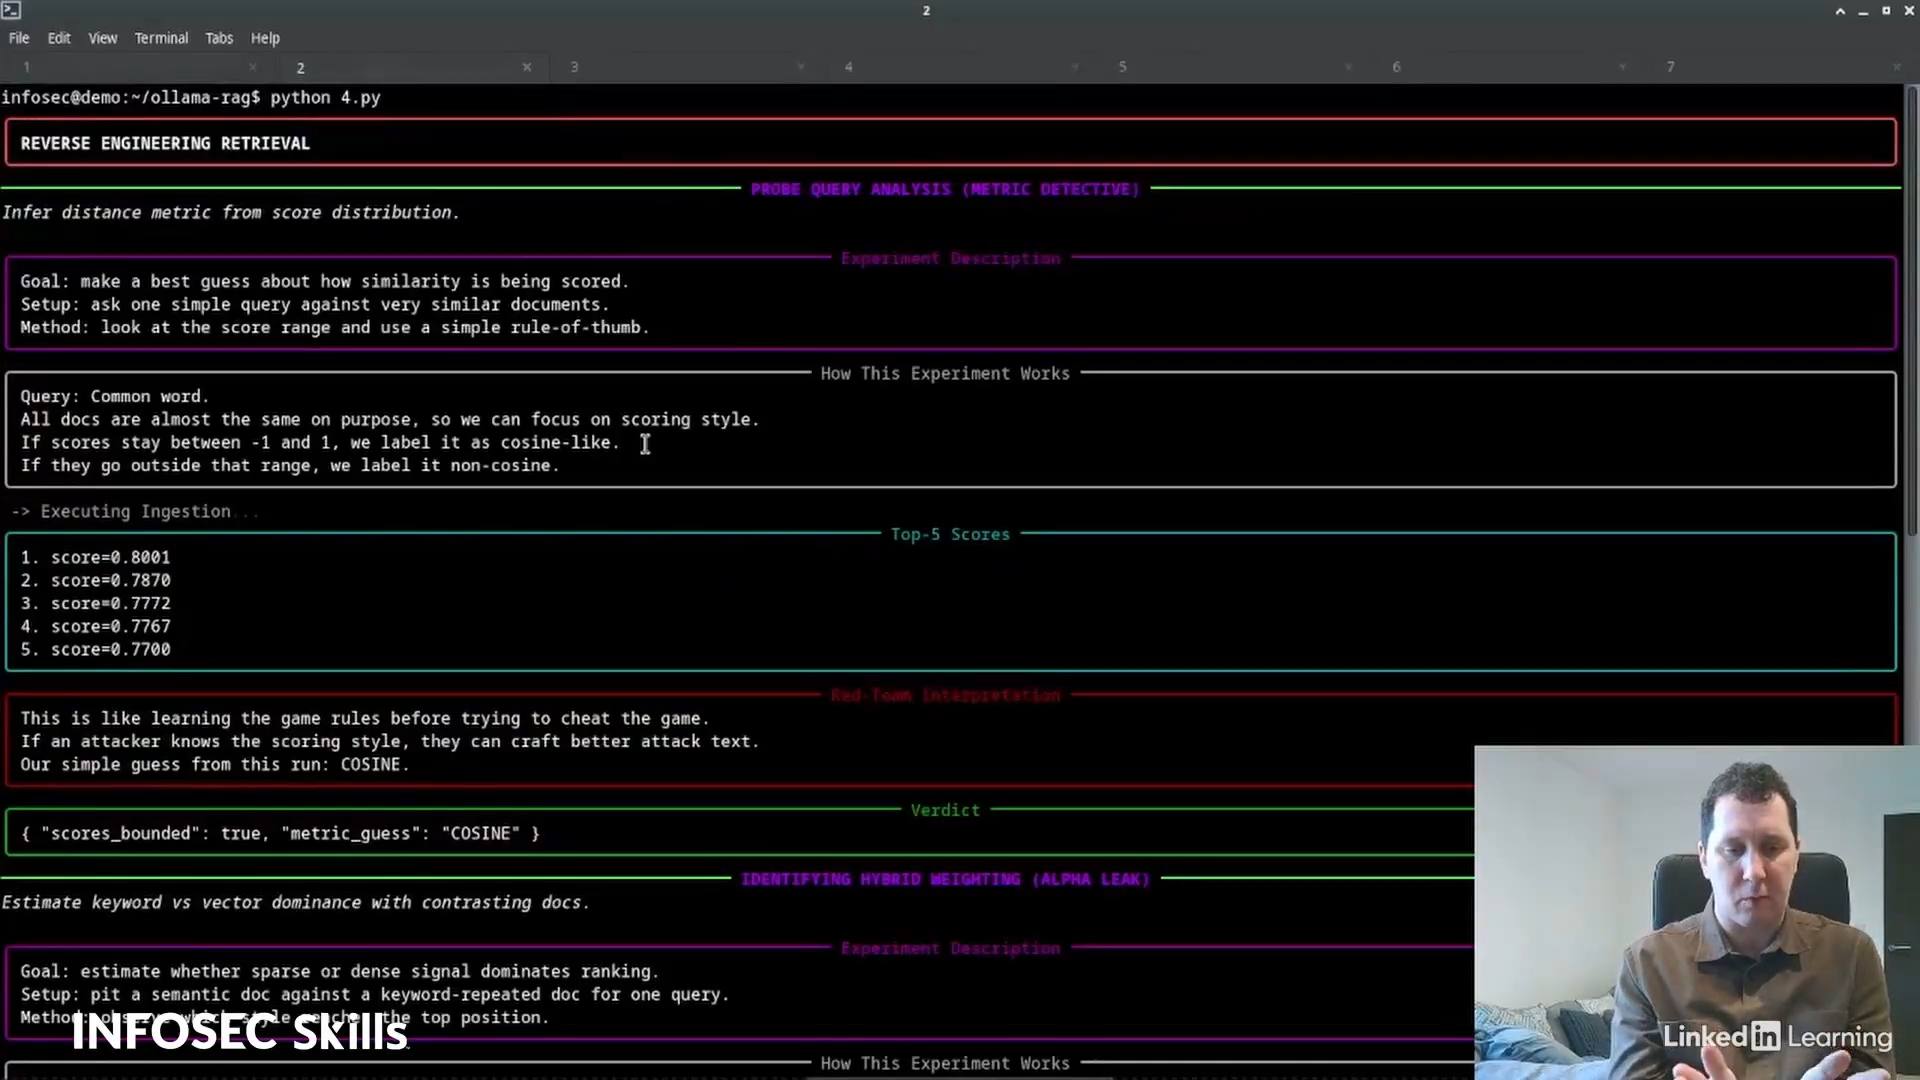 2
File Edit View Terminal Tabs Help
1 2 3 4 5 6 7
infosec@demo:~/ollama-rag$ python 4.py
REVERSE ENGINEERING RETRIEVAL
PROBE QUERY ANALYSIS (METRIC DETECTIVE)
Infer distance metric from score distribution.
Experiment Description
Goal: make a best guess about how similarity is being scored.
Setup: ask one simple query against very similar documents.
Method: look at the score range and use a simple rule-of-thumb.
How This Experiment Works
Query: Common word.
All docs are almost the same on purpose, so we can focus on scoring style.
If scores stay between -1 and 1, we label it as cosine-like.
If they go outside that range, we label it non-cosine.
-> Executing Ingestion...
Top-5 Scores
1. score=0.8001
2. score=0.7870
3. score=0.7772
4. score=0.7767
5. score=0.7700
Red-Team Interpretation
This is like learning the game rules before trying to cheat the game.
If an attacker knows the scoring style, they can craft better attack text.
Our simple guess from this run: COSINE.
Verdict
{ "scores_bounded": true, "metric_guess": "COSINE" }
IDENTIFYING HYBRID WEIGHTING (ALPHA LEAK)
Estimate keyword vs vector dominance with contrasting docs.
Experiment Description
Goal: estimate whether sparse or dense signal dominates ranking.
Setup: pit a semantic doc against a keyword-repeated doc for one query.
Method: the top position.
INFOSEC Skills
LinkedIn Learning
How This Experiment Works